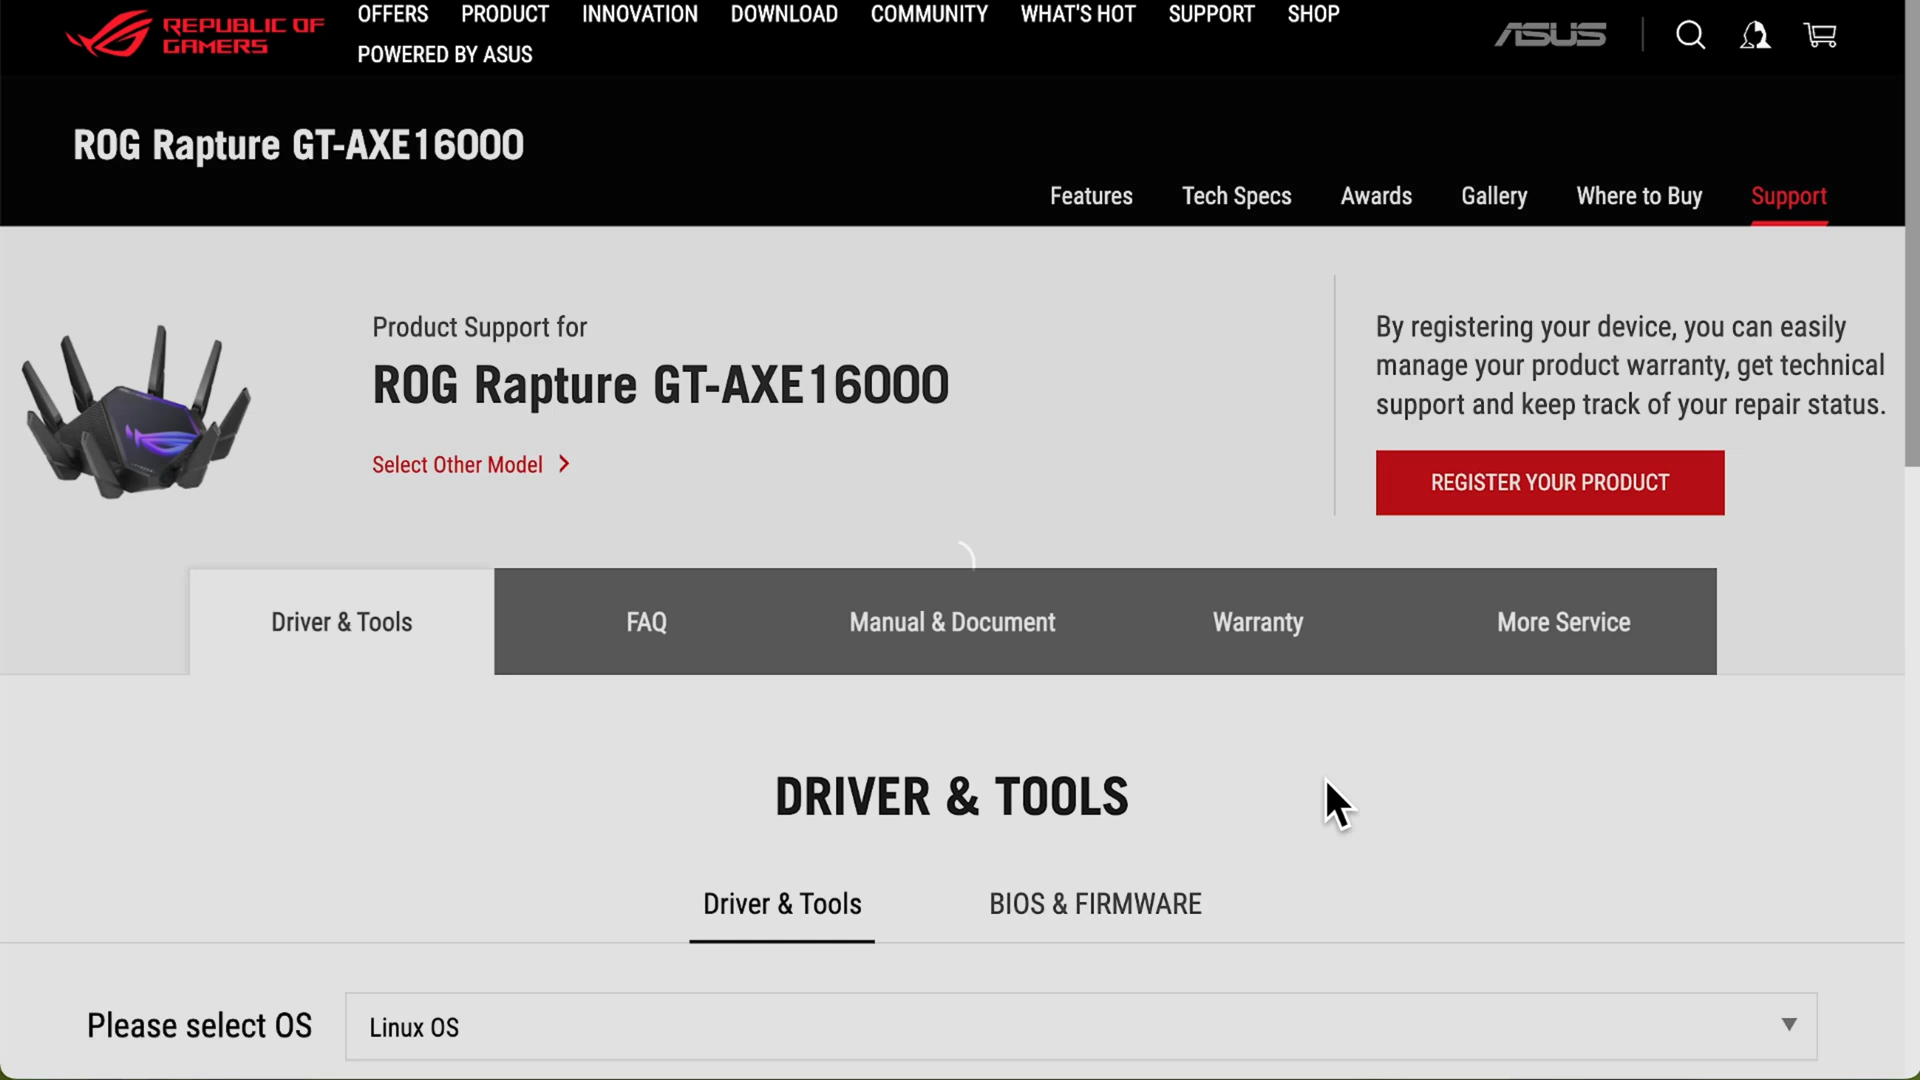 REPUBLIC OF
GAMERS
OFFERS PRODUCT INNOVATION DOWNLOAD COMMUNITY WHAT'S HOT SUPPORT SHOP
POWERED BY ASUS
ASUS
ROG Rapture GT-AXE16000
Features Tech Specs Awards Gallery Where to Buy Support
Product Support for
ROG Rapture GT-AXE16000
Select Other Model
By registering your device, you can easily
manage your product warranty, get technical
support and keep track of your repair status.
REGISTER YOUR PRODUCT
Driver & Tools FAQ Manual & Document Warranty More Service
DRIVER & TOOLS
Driver & Tools BIOS & FIRMWARE
Please select OS Linux OS